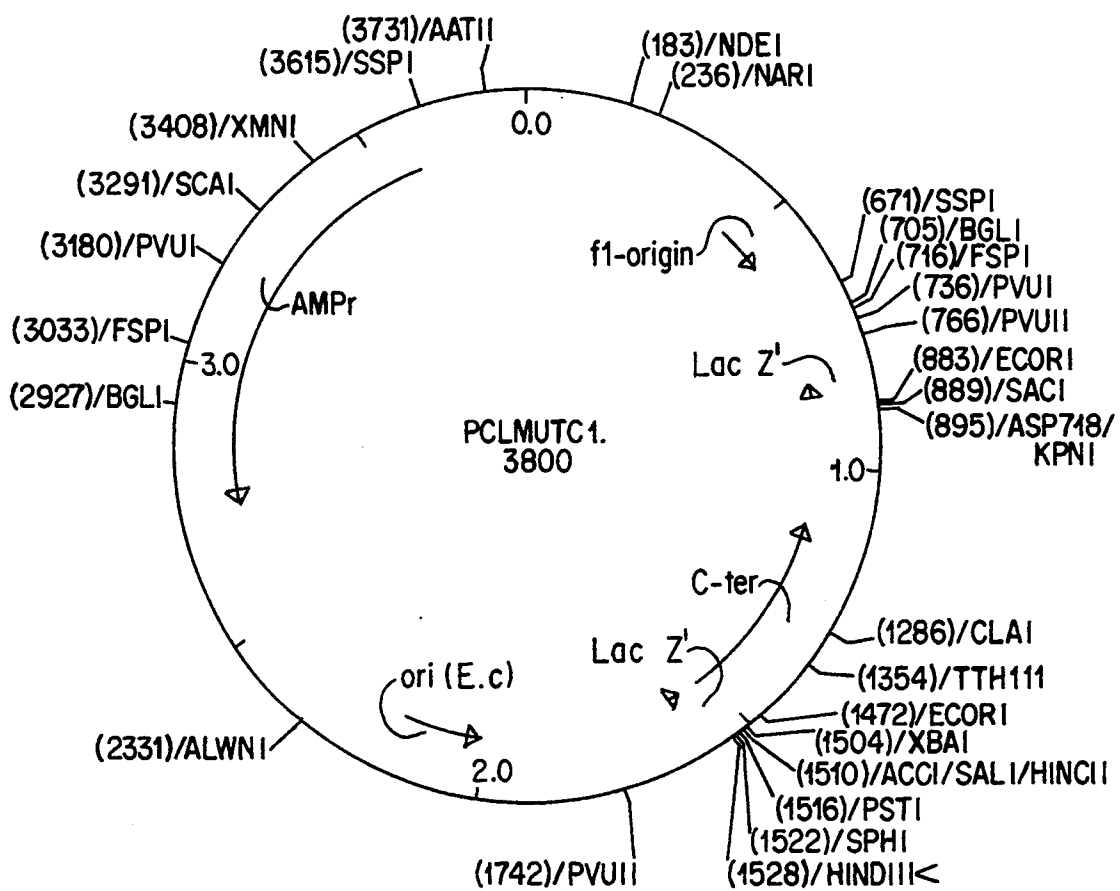 (3731)/AATII
(3615)/SSPI
(183)/NDEI
(236)/NARI
0.0
(3408)/XMNI
(3291)/SCAI
(3180)/PVUI
(3033)/FSPI
3.0
(2927)/BGLI
AMPr
f1-origin
(671)/SSPI
(705)/BGLI
(716)/FSPI
(736)/PVUI
(766)/PVUII
Lac Z'
(883)/ECORI
(889)/SACI
(895)/ASP718/
KPNI
PCLMUTC1.
3800
1.0
C-ter
Lac Z'
ori (E.c)
(1286)/CLAI
(1354)/TTH111
(1472)/ECORI
(1504)/XBAI
(1510)/ACCI/SALI/HINCII
(1516)/PSTI
(1522)/SPHI
(1528)/HINDIII<
(2331)/ALWNI
2.0
(1742)/PVUII